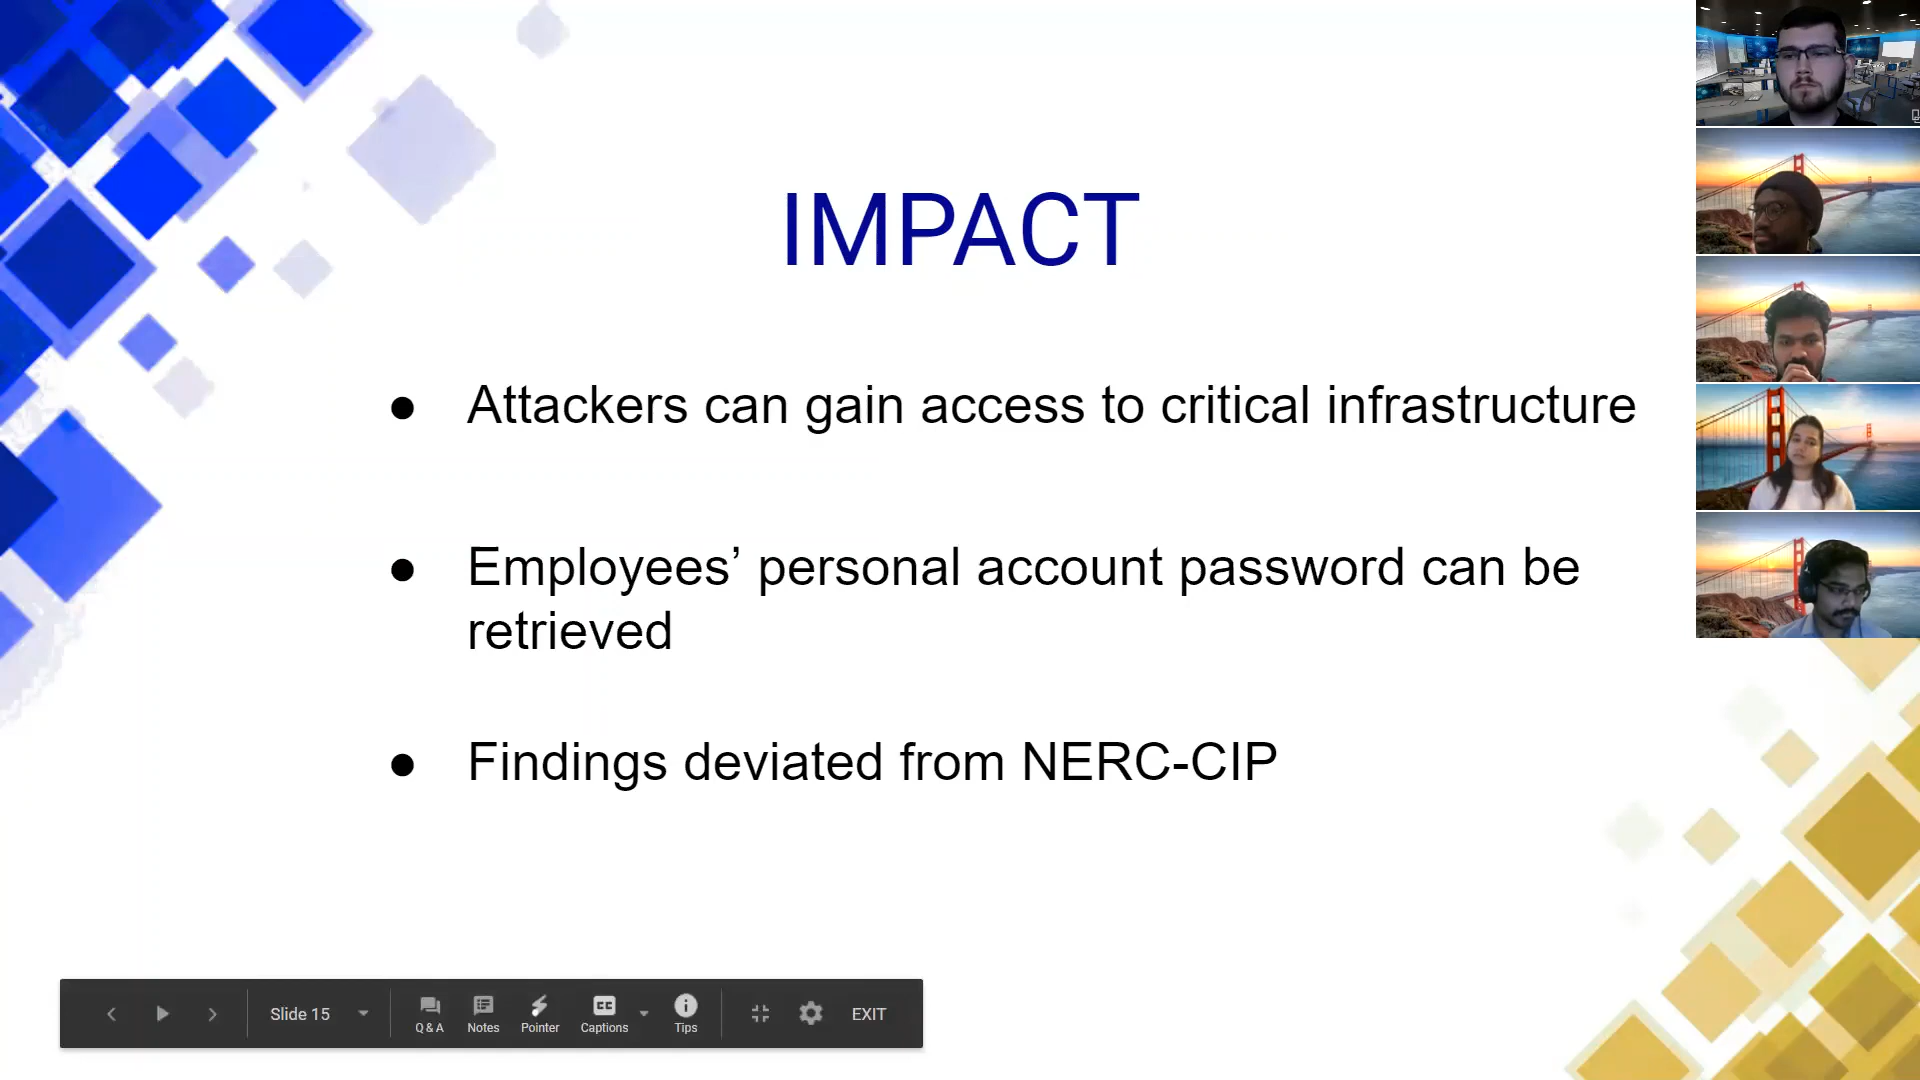 IMPACT
● Attackers can gain access to critical infrastructure
● Employees’ personal account password can be
retrieved
● Findings deviated from NERC-CIP
Slide 15
Q & A
Notes
Pointer
CC
Captions
Tips
EXIT